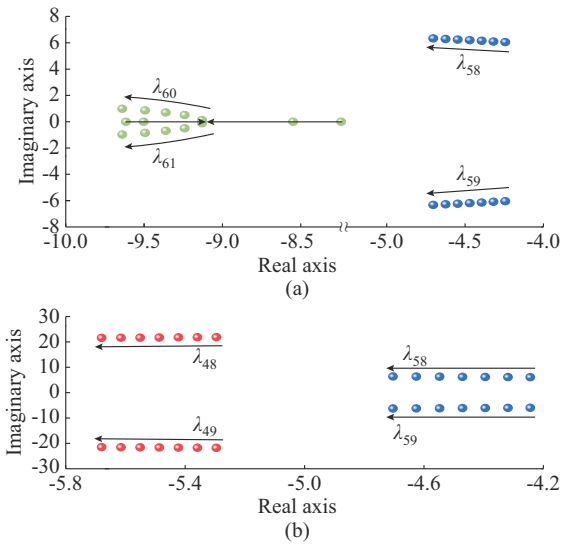 8
6
4
2
0
-2
-4
-6
-8
Imaginary axis
λ60
λ61
λ58
λ59
-10.0 -9.5 -9.0 -8.5 -5.0 -4.5 -4.0
Real axis
(a)
30
20
10
0
-10
-20
-30
Imaginary axis
λ48
λ49
λ58
λ59
-5.8 -5.4 -5.0 -4.6 -4.2
Real axis
(b)